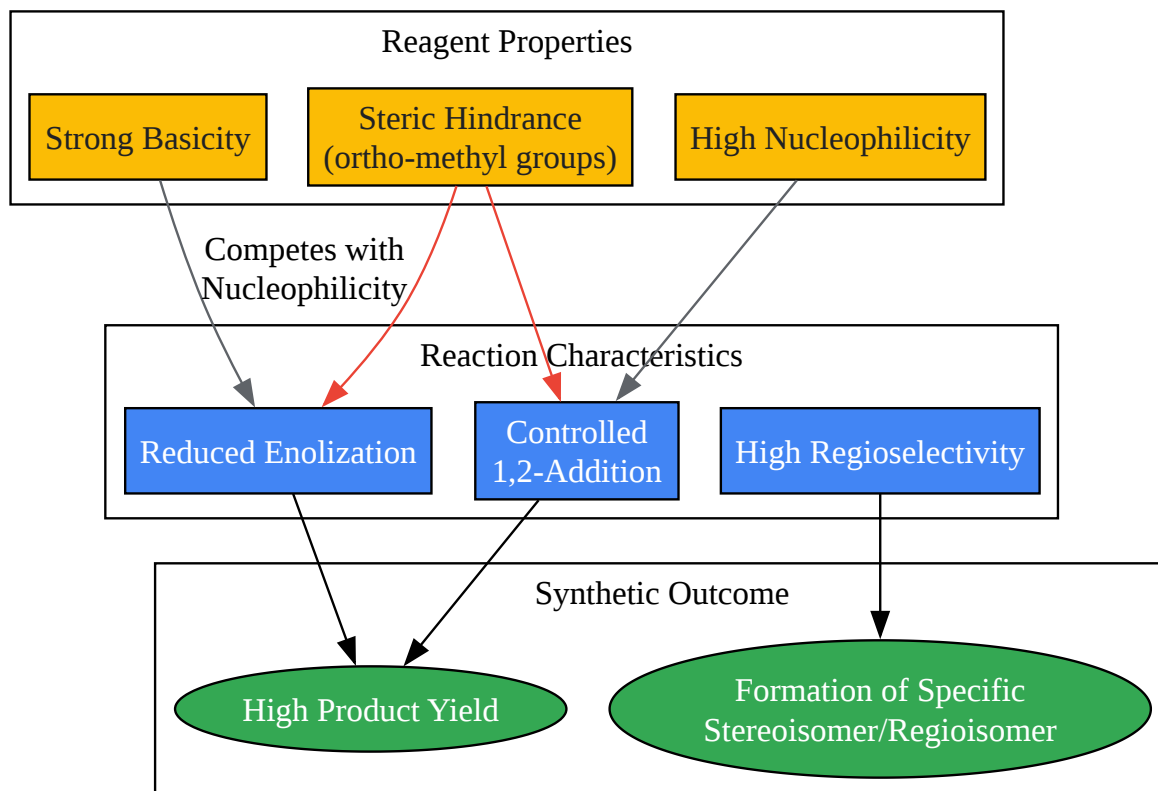 Reagent Properties
Strong Basicity
Steric Hindrance
(ortho-methyl groups)
High Nucleophilicity
Competes with
Nucleophilicity
Reaction Characteristics
Reduced Enolization
Controlled
1,2-Addition
High Regioselectivity
Synthetic Outcome
High Product Yield
Formation of Specific
Stereoisomer/Regioisomer